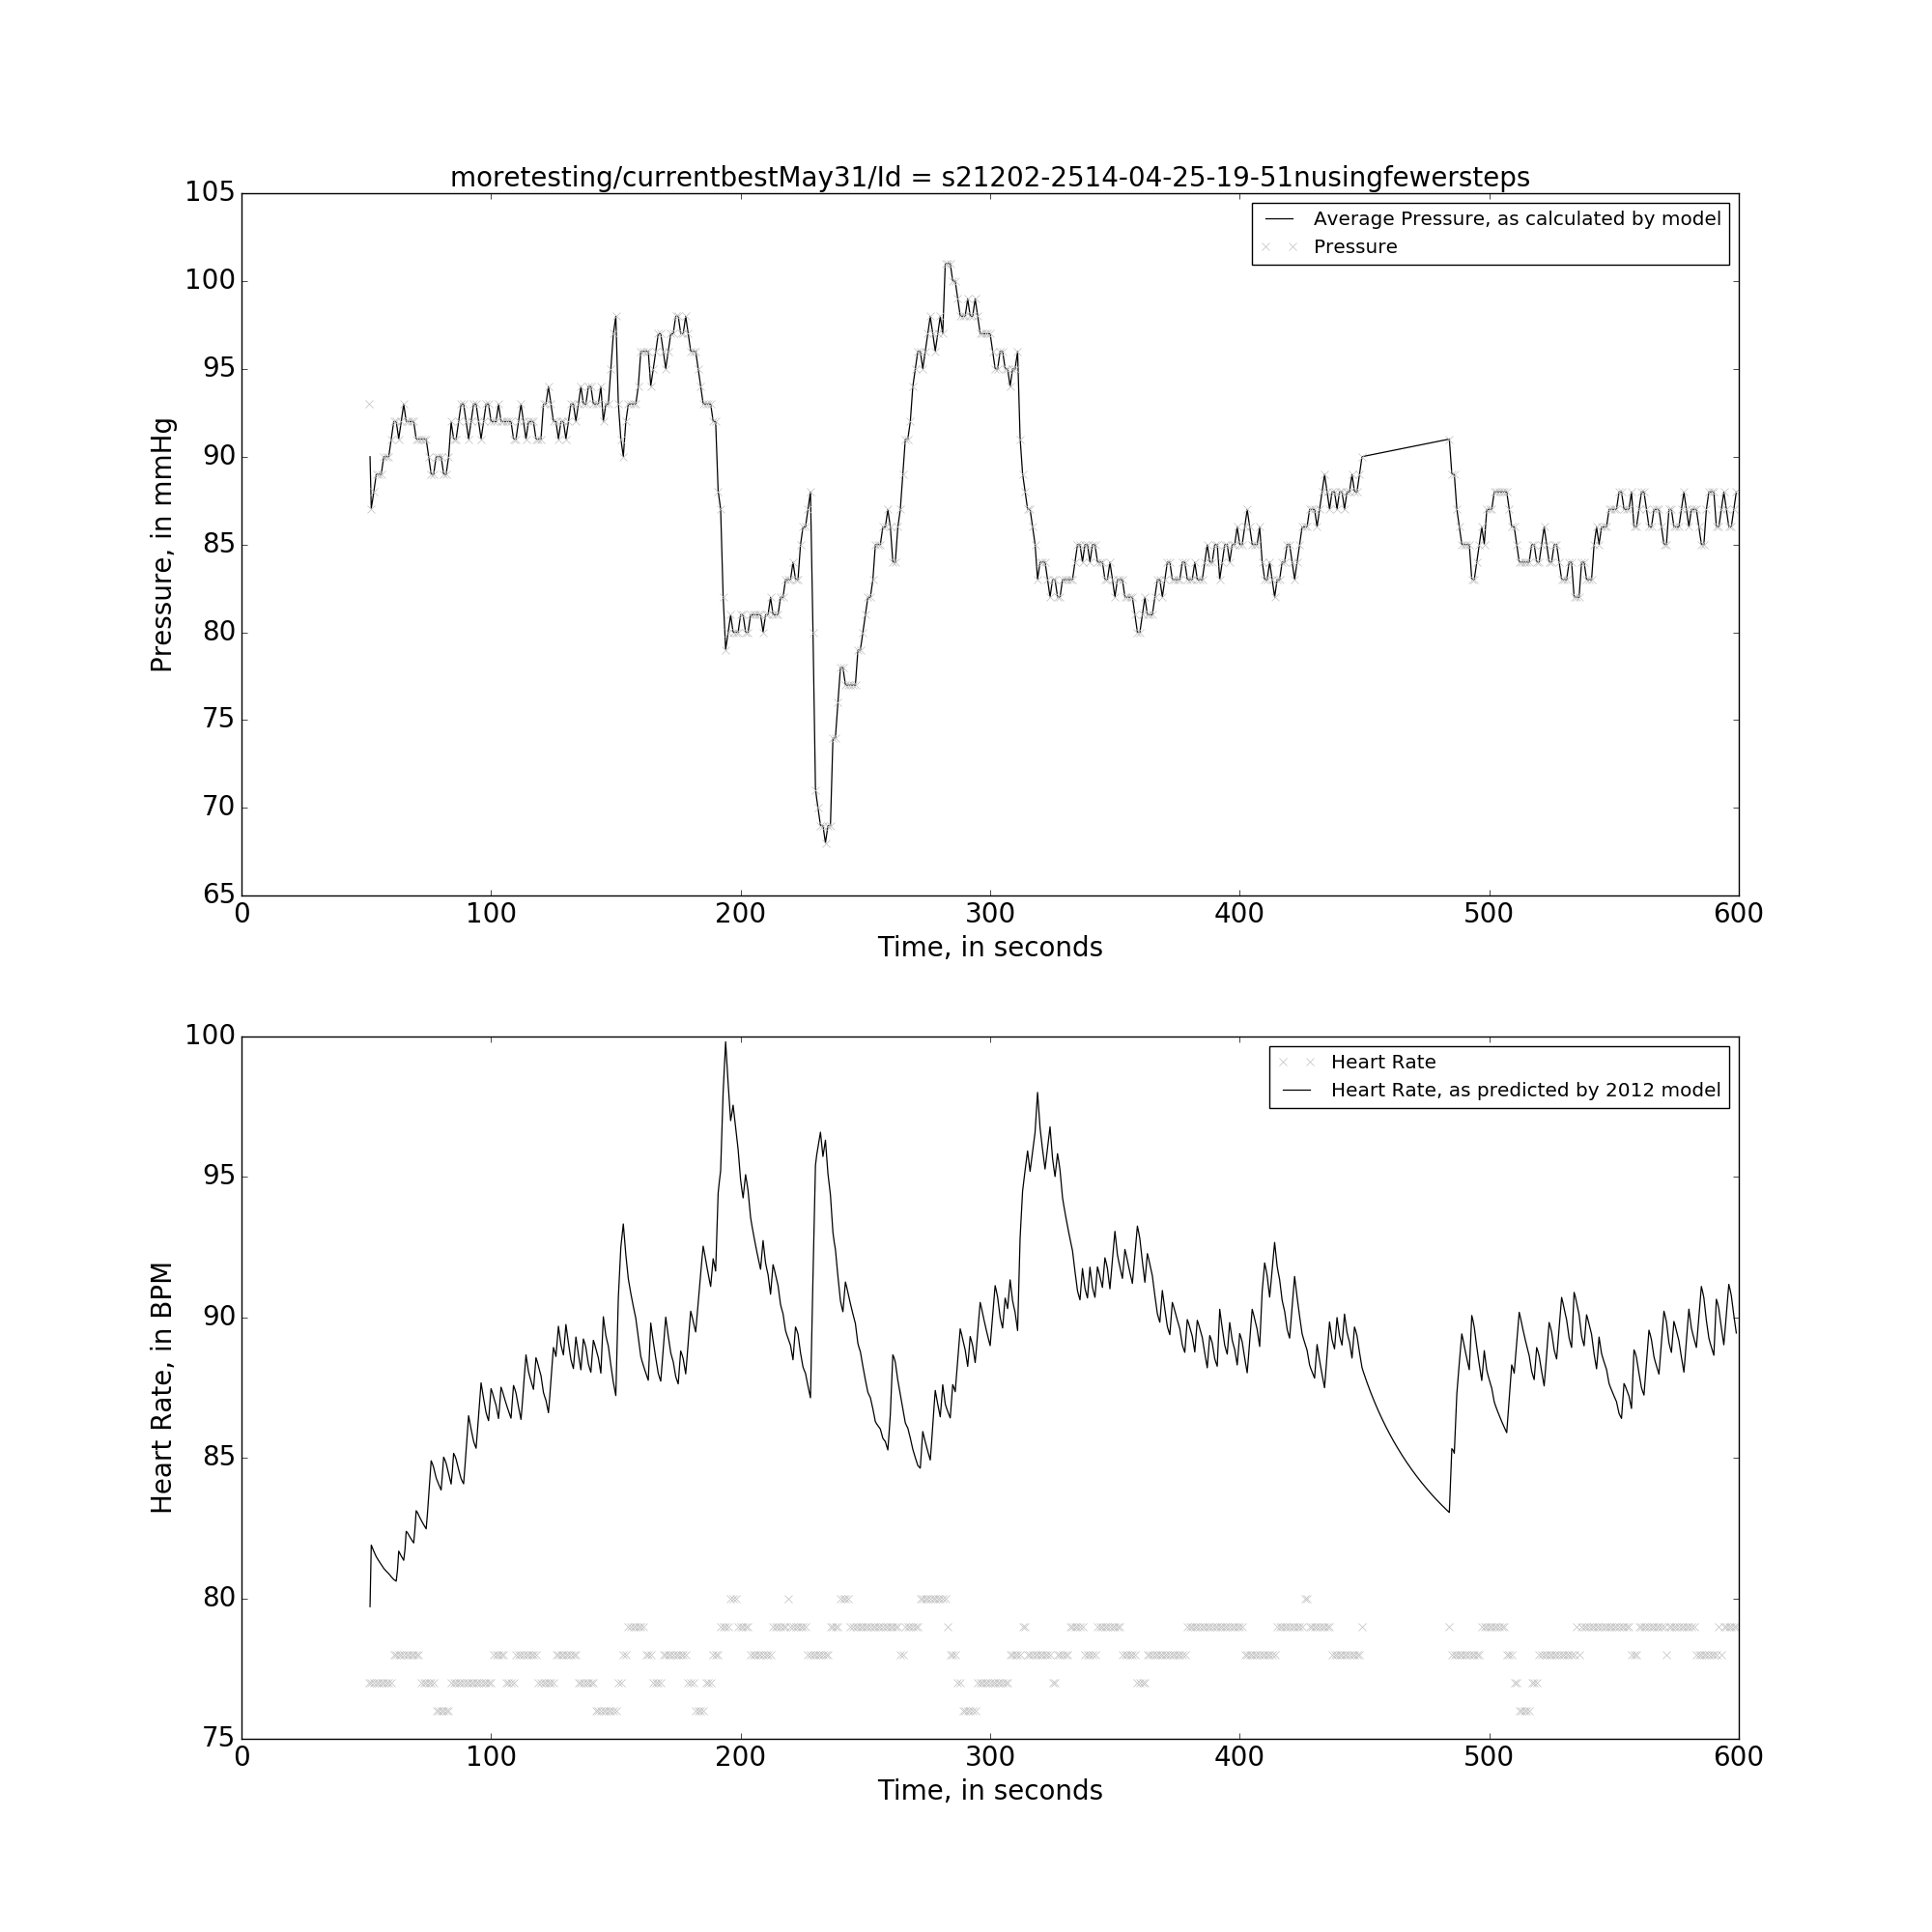 moretesting/currentbestMay31/Id = s21202-2514-04-25-19-51nusingfewersteps
105
100
95
90
85
80
75
70
65
Pressure, in mmHg
Average Pressure, as calculated by model
Pressure
0 100 200 300 400 500 600
Time, in seconds
100
95
90
85
80
75
Heart Rate, in BPM
Heart Rate
Heart Rate, as predicted by 2012 model
0 100 200 300 400 500 600
Time, in seconds